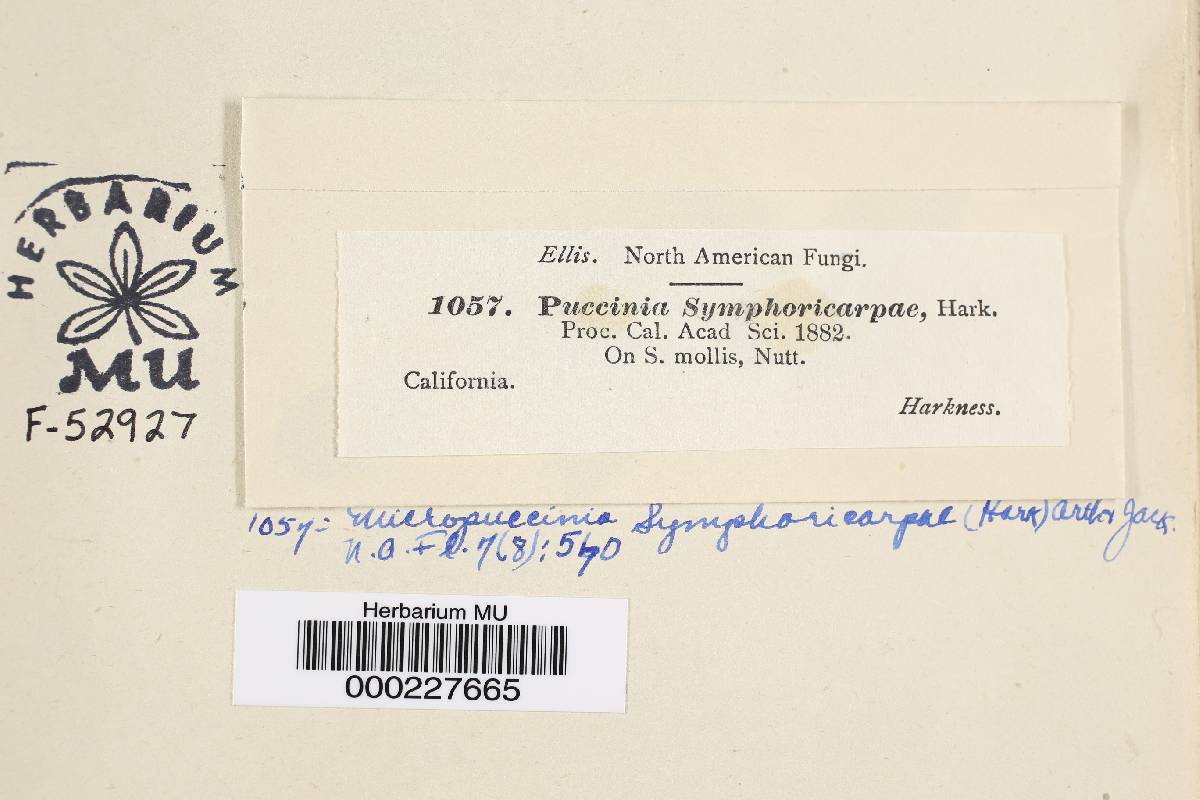 Ellis. North American Fungi.
1057. Puccinia Symphoricarpae, Hark.
Proc. Cal. Acad Sci. 1882.
On S. mollis, Nutt.
California.
Harkness.
HERBARIUM
MU
F-52927
1057= Micropuccinia Symphoricarpae (Hark) Arth & Jack.
N.A. Fl. 7(8): 570
Herbarium MU
000227665